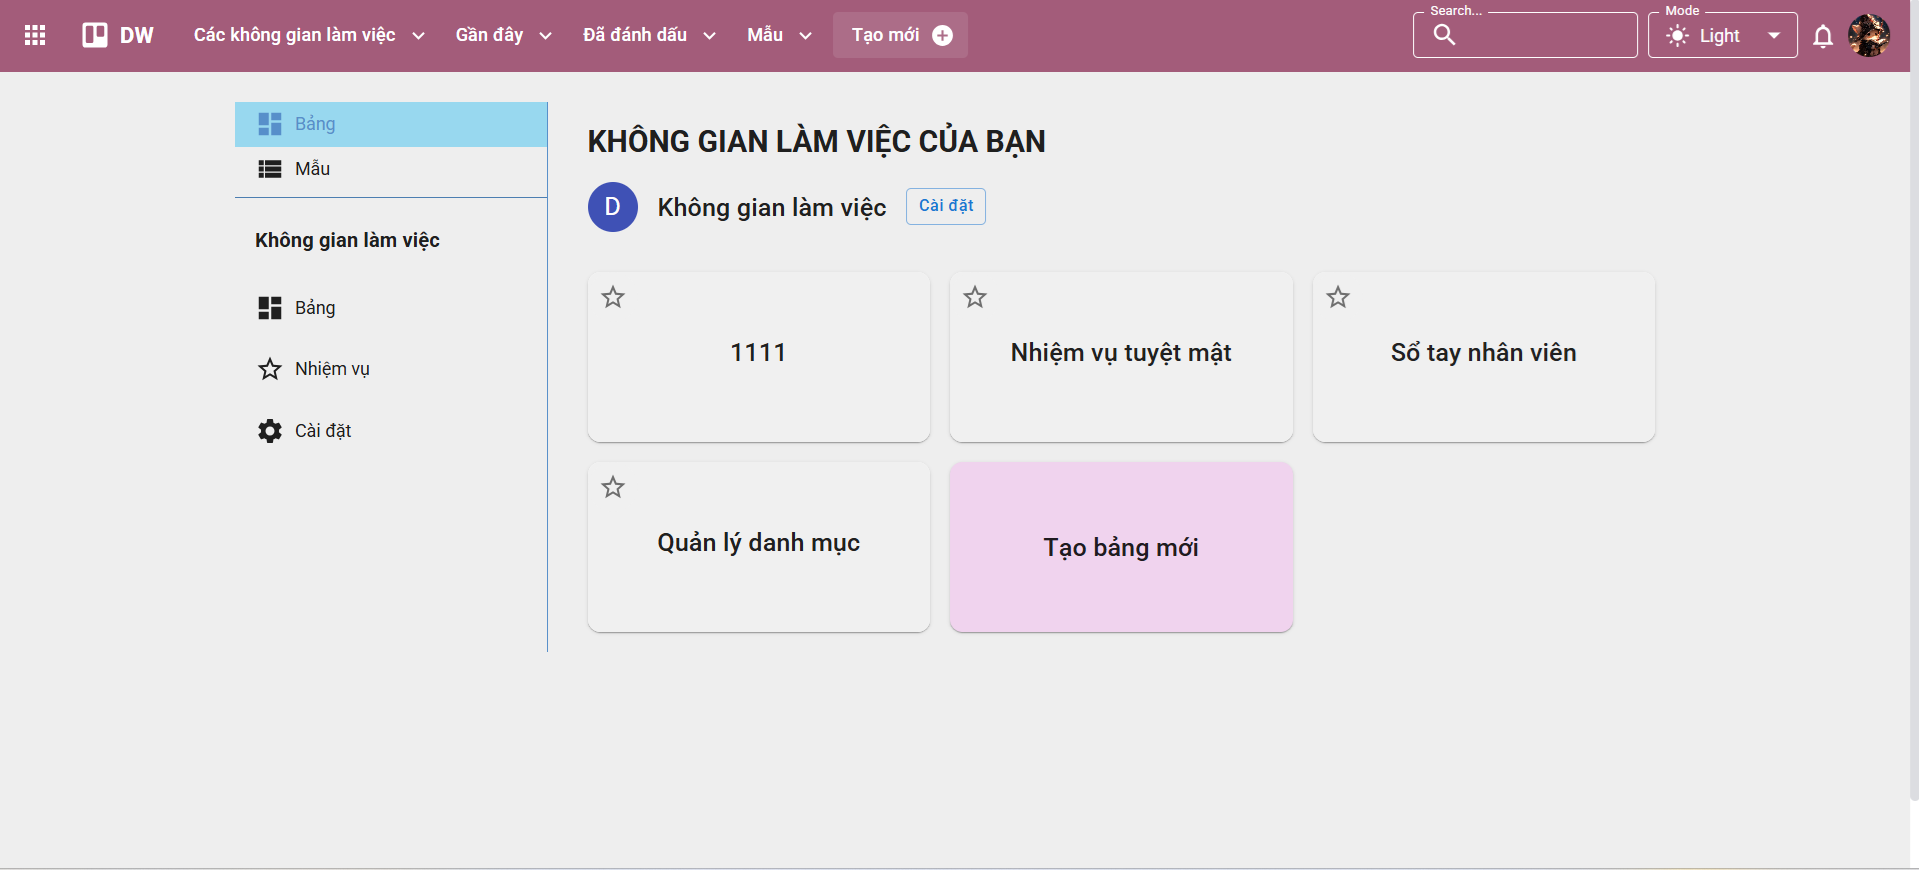 DW
Các không gian làm việc
Gần đây
Đã đánh dấu
Mẫu
Tạo mới
Search...
Mode
Light
Bảng
Mẫu
Không gian làm việc
Bảng
Nhiệm vụ
Cài đặt
KHÔNG GIAN LÀM VIỆC CỦA BẠN
D
Không gian làm việc
Cài đặt
1111
Nhiệm vụ tuyệt mật
Sổ tay nhân viên
Quản lý danh mục
Tạo bảng mới